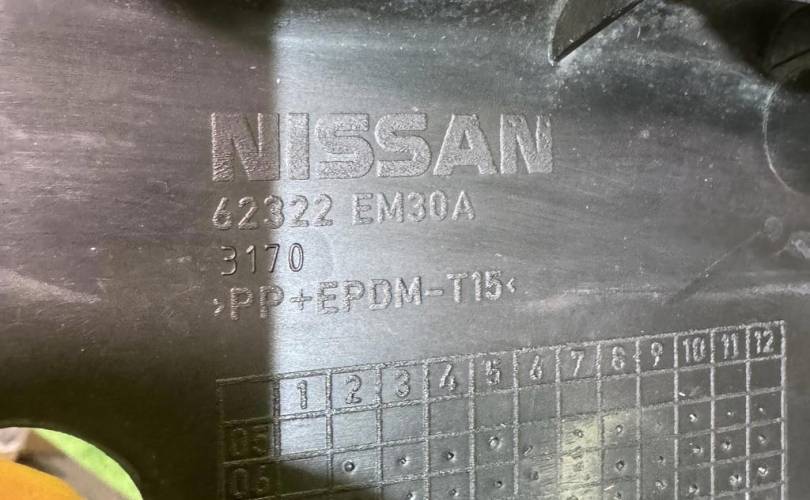 NISSAN
62322 EM30A
3170
>PP+EPDM-T15<
1 2 3 4 5 6 7 8 9 10 11 12
05
06